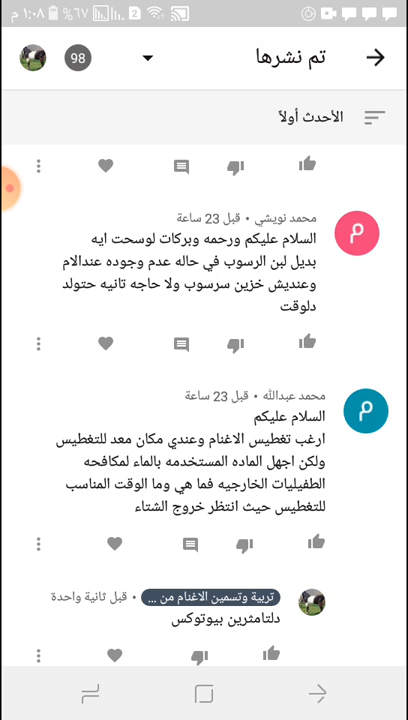 ١:٠٨ م ٦٧%
2
تم نشرها
98
الأحدث أولاً
محمد نويشي • قبل 23 ساعة
السلام عليكم ورحمه وبركات لوسحت ايه
بديل لبن الرسوب في حاله عدم وجوده عندالام
وعنديش خزين سرسوب ولا حاجه تانيه حتولد
دلوقت
م
محمد عبدالله • قبل 23 ساعة
السلام عليكم
ارغب تغطيس الاغنام وعندي مكان معد للتغطيس
ولكن اجهل الماده المستخدمه بالماء لمكافحه
الطفيليات الخارجيه فما هي وما الوقت المناسب
للتغطيس حيث انتظر خروج الشتاء
م
تربية وتسمين الاغنام من ... • قبل ثانية واحدة
دلتامثرين بيوتوكس